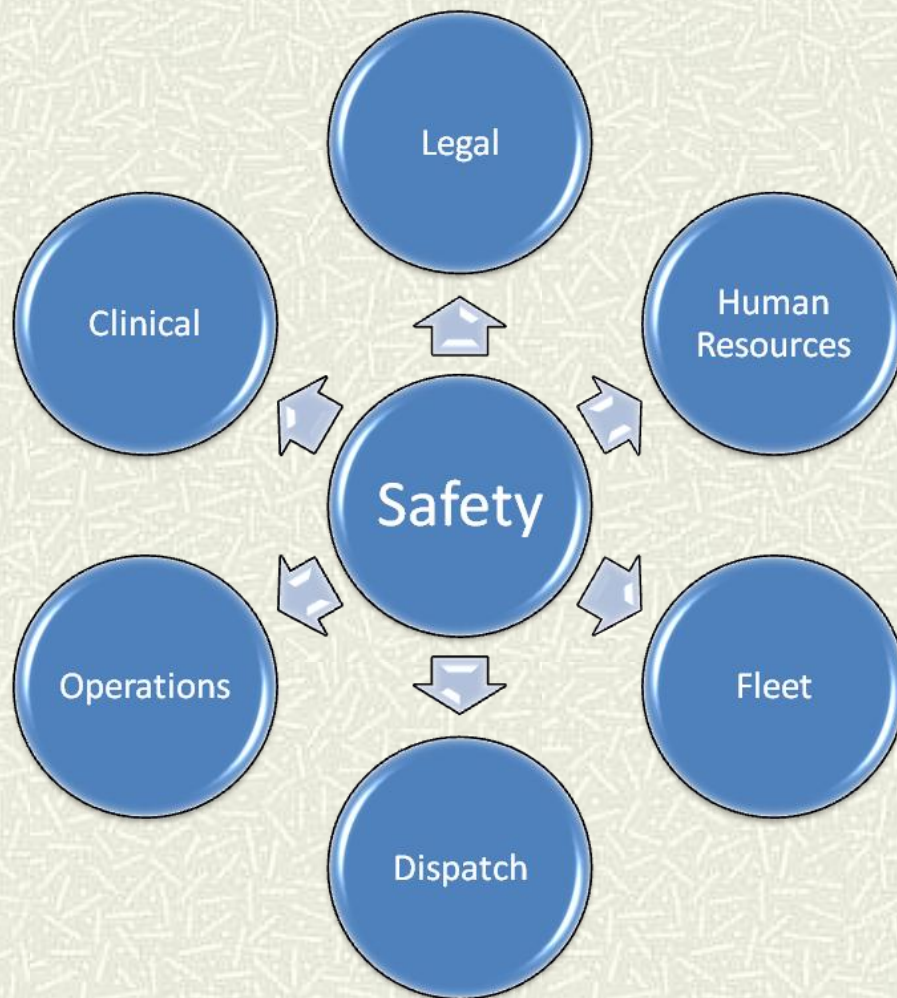 Legal
Clinical
Human
Resources
Safety
Operations
Fleet
Dispatch